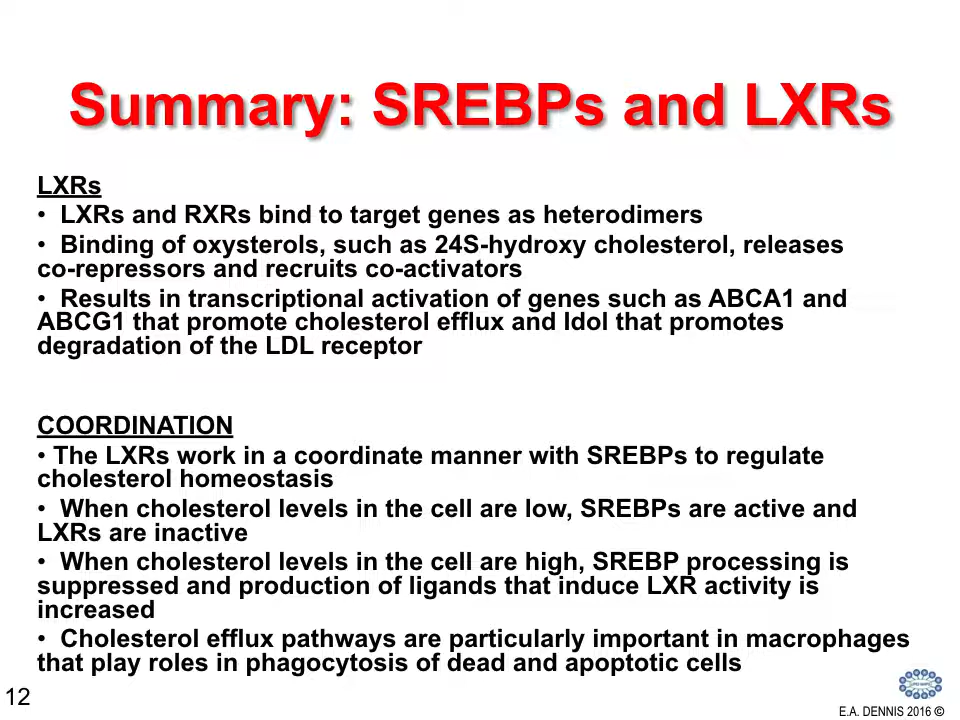 Summary: SREBPs and LXRs
LXRs
• LXRs and RXRs bind to target genes as heterodimers
• Binding of oxysterols, such as 24S-hydroxy cholesterol, releases
co-repressors and recruits co-activators
• Results in transcriptional activation of genes such as ABCA1 and
ABCG1 that promote cholesterol efflux and Idol that promotes
degradation of the LDL receptor
COORDINATION
• The LXRs work in a coordinate manner with SREBPs to regulate
cholesterol homeostasis
• When cholesterol levels in the cell are low, SREBPs are active and
LXRs are inactive
• When cholesterol levels in the cell are high, SREBP processing is
suppressed and production of ligands that induce LXR activity is
increased
• Cholesterol efflux pathways are particularly important in macrophages
that play roles in phagocytosis of dead and apoptotic cells
12
E.A. DENNIS 2016 ©